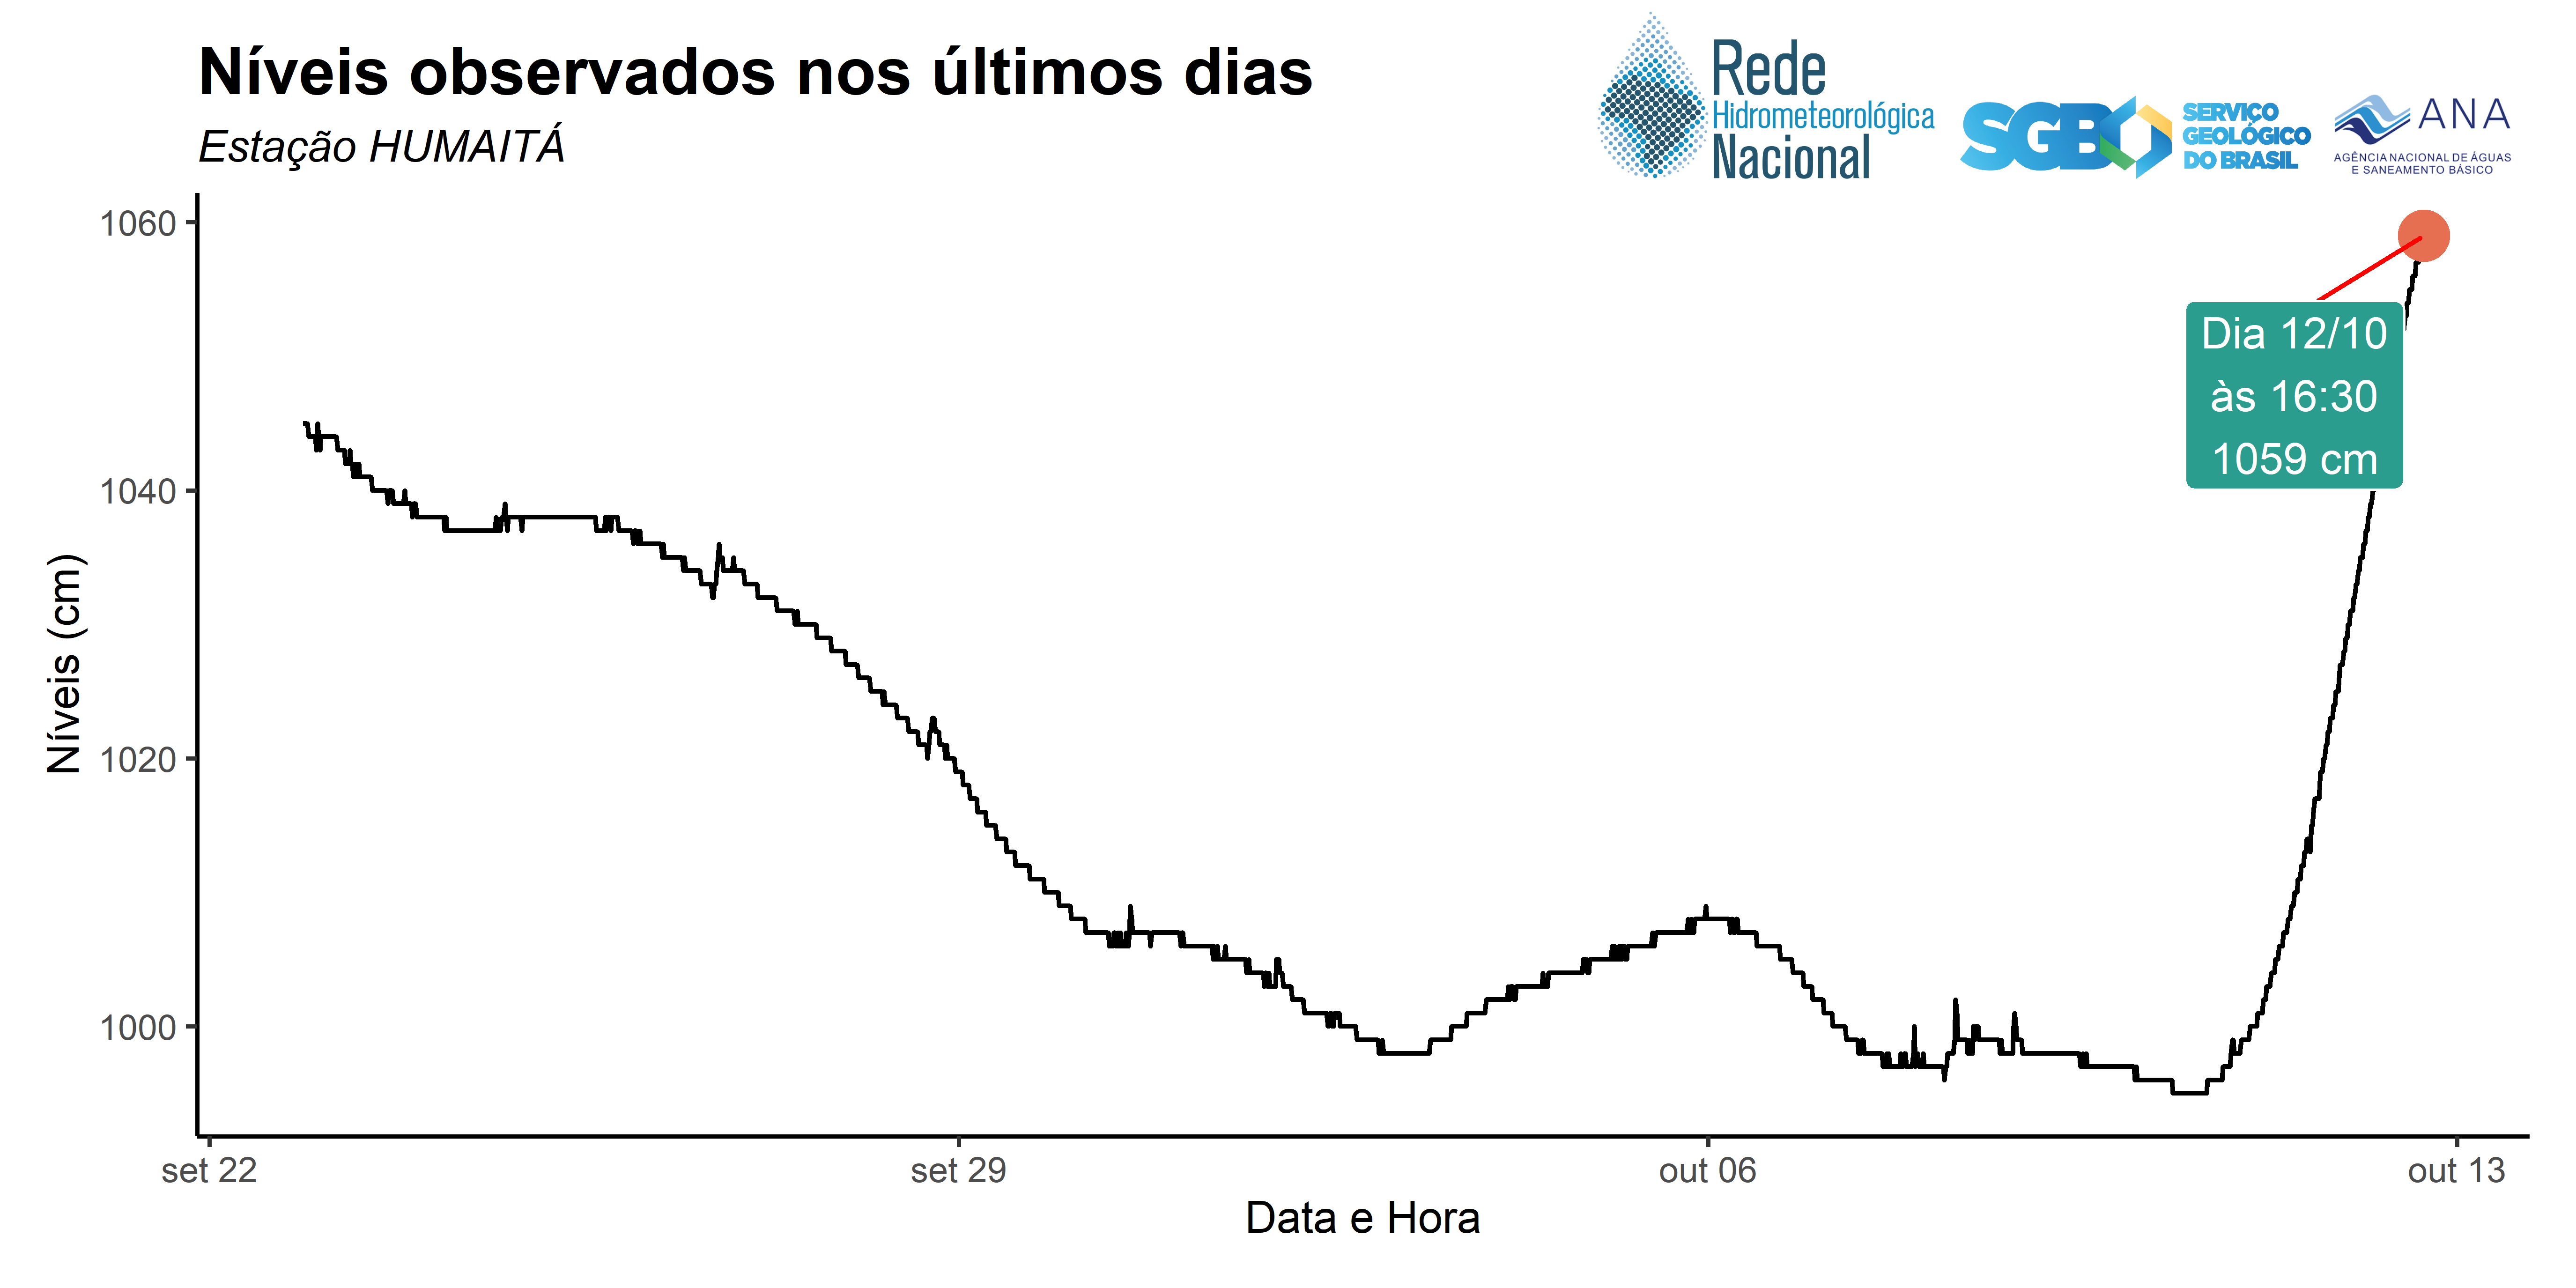 Níveis observados nos últimos dias
Estação HUMAITÁ
Rede
Hidrometeorológica
Nacional
SGB
SERVIÇO
GEOLÓGICO
DO BRASIL
ANA
AGÊNCIA NACIONAL DE ÁGUAS
E SANEAMENTO BÁSICO
1060
1040
1020
1000
Níveis (cm)
Dia 12/10
às 16:30
1059 cm
set 22
set 29
out 06
out 13
Data e Hora